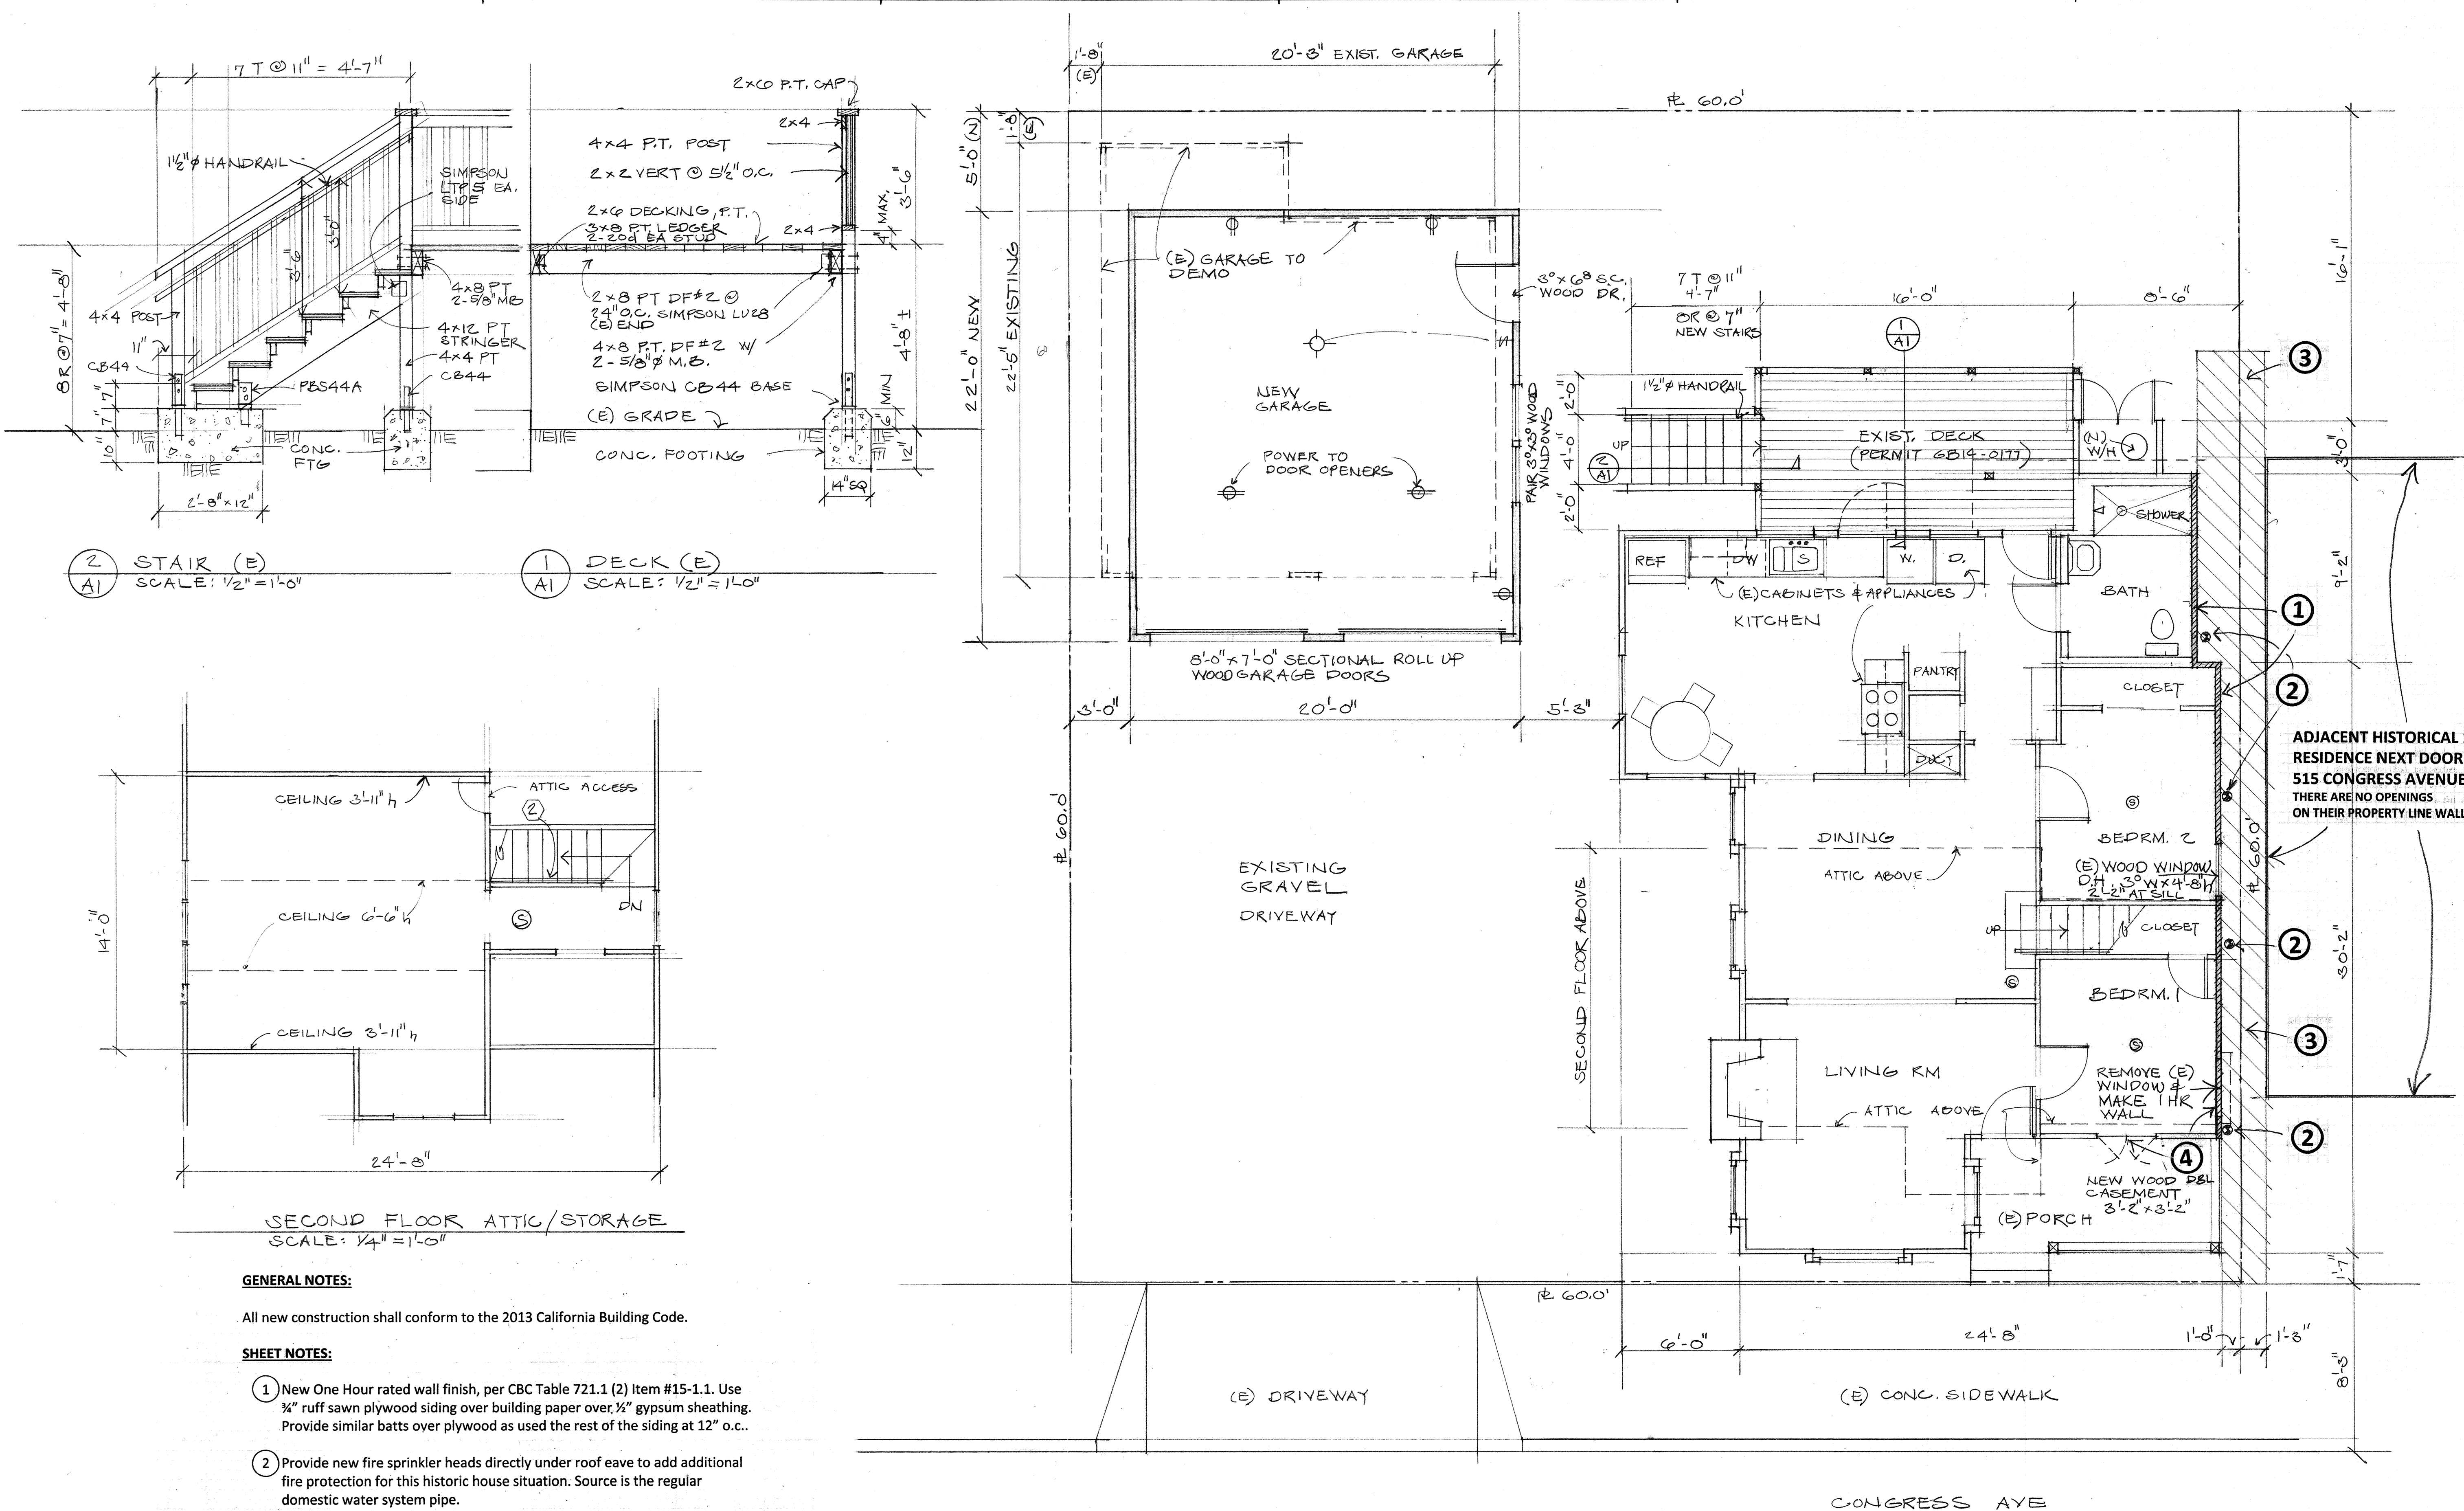 7 T @ 11" = 4'-7"
1½"ø HANDRAIL
SIMPSON
LTP5 EA.
SIDE
3'-6"
3'-0"
8R @ 7" = 4'-8"
4x4 POST
11"
CB44
7"
7"
10"
4x8 PT
2-5/8" MB
4x12 PT
STRINGER
4x4 PT
CB44
PBS44A
CONC.
FTG
2'-8"x12"
2
A1
STAIR (E)
SCALE: ½"=1'-0"
2x6 P.T. CAP
2x4
4x4 P.T. POST
2x2 VERT @ 5½" O.C.
2x6 DECKING, P.T.
3x8 P.T. LEDGER
2-20d EA STUD
2x4
4" MAX.
3'-6"
2x8 PT DF#2 @
24" O.C. SIMPSON LU28
(E) END
4x8 P.T. DF#2 W/
2-5/8"ø M.B.
SIMPSON CB44 BASE
(E) GRADE
CONC. FOOTING
4'-8" ±
6" MIN
12"
14" SQ
1
A1
DECK (E)
SCALE: ½"=1'-0"
14'-0"
CEILING 3'-11" h
ATTIC ACCESS
2
CEILING 6'-6" h
DN
S
CEILING 3'-11" h
24'-8"
SECOND FLOOR ATTIC/STORAGE
SCALE: ¼"=1'-0"
GENERAL NOTES:
All new construction shall conform to the 2013 California Building Code.
SHEET NOTES:
1 New One Hour rated wall finish, per CBC Table 721.1 (2) Item #15-1.1. Use
¾" ruff sawn plywood siding over building paper over ½" gypsum sheathing.
Provide similar batts over plywood as used the rest of the siding at 12" o.c..
2 Provide new fire sprinkler heads directly under roof eave to add additional
fire protection for this historic house situation. Source is the regular
domestic water system pipe.
1'-8"
(E)
20'-3" EXIST. GARAGE
PL 60.0'
5'-0" (N)
1'-8"
(E)
22'-0" NEW
22'-5" EXISTING
(E) GARAGE TO
DEMO
3⁰x6⁸ S.C.
WOOD DR.
NEW
GARAGE
PAIR 3⁰x3⁰ WOOD
WINDOWS
POWER TO
DOOR OPENERS
8'-0"x7'-0" SECTIONAL ROLL UP
WOOD GARAGE DOORS
3'-0"
20'-0"
5'-3"
7 T @ 11"
4'-7"
8R @ 7"
NEW STAIRS
16'-0"
8'-6"
16'-1"
1
A1
1½"ø HANDRAIL
2'-0"
4'-0"
2'-0"
UP
2
A1
EXIST. DECK
(PERMIT GB14-0177)
(N)
W/H
3
3'-0"
SHOWER
REF
DW
S
W.
D.
(E) CABINETS & APPLIANCES
KITCHEN
BATH
9'-2"
1
2
PANTRY
CLOSET
DUCT
ADJACENT HISTORICAL
RESIDENCE NEXT DOOR
515 CONGRESS AVENUE
THERE ARE NO OPENINGS
ON THEIR PROPERTY LINE WALL
PL 60.0'
EXISTING
GRAVEL
DRIVEWAY
SECOND FLOOR ABOVE
DINING
ATTIC ABOVE
S
BEDRM. 2
(E) WOOD WINDOW
D.H. 3⁰ W x 4'-8" h
2'-2" AT SILL
PL 60.0'
UP
CLOSET
2
30'-2"
S
BEDRM. 1
S
3
LIVING RM
ATTIC ABOVE
REMOVE (E)
WINDOW &
MAKE 1 HR
WALL
2
4
NEW WOOD DBL
CASEMENT
3'-2"x3'-2"
(E) PORCH
1'-7"
PL 60.0'
6'-0"
24'-8"
1'-0"
1'-3"
8'-3"
(E) DRIVEWAY
(E) CONC. SIDEWALK
CONGRESS AVE